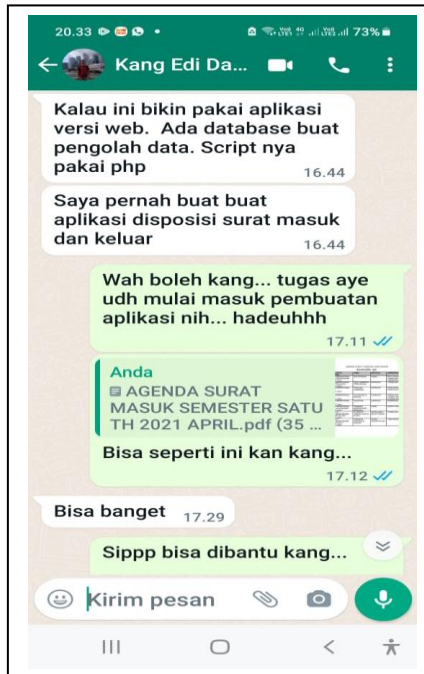 20.33
73%
Kang Edi Da...
Kalau ini bikin pakai aplikasi
versi web. Ada database buat
pengolah data. Script nya
pakai php
16.44
Saya pernah buat buat
aplikasi disposisi surat masuk
dan keluar
16.44
Wah boleh kang... tugas aye
udh mulai masuk pembuatan
aplikasi nih... hadeuhhh
17.11
Anda
AGENDA SURAT
MASUK SEMESTER SATU
TH 2021 APRIL.pdf (35 ...
Bisa seperti ini kan kang...
17.12
Bisa banget 17.29
Sippp bisa dibantu kang...
Kirim pesan